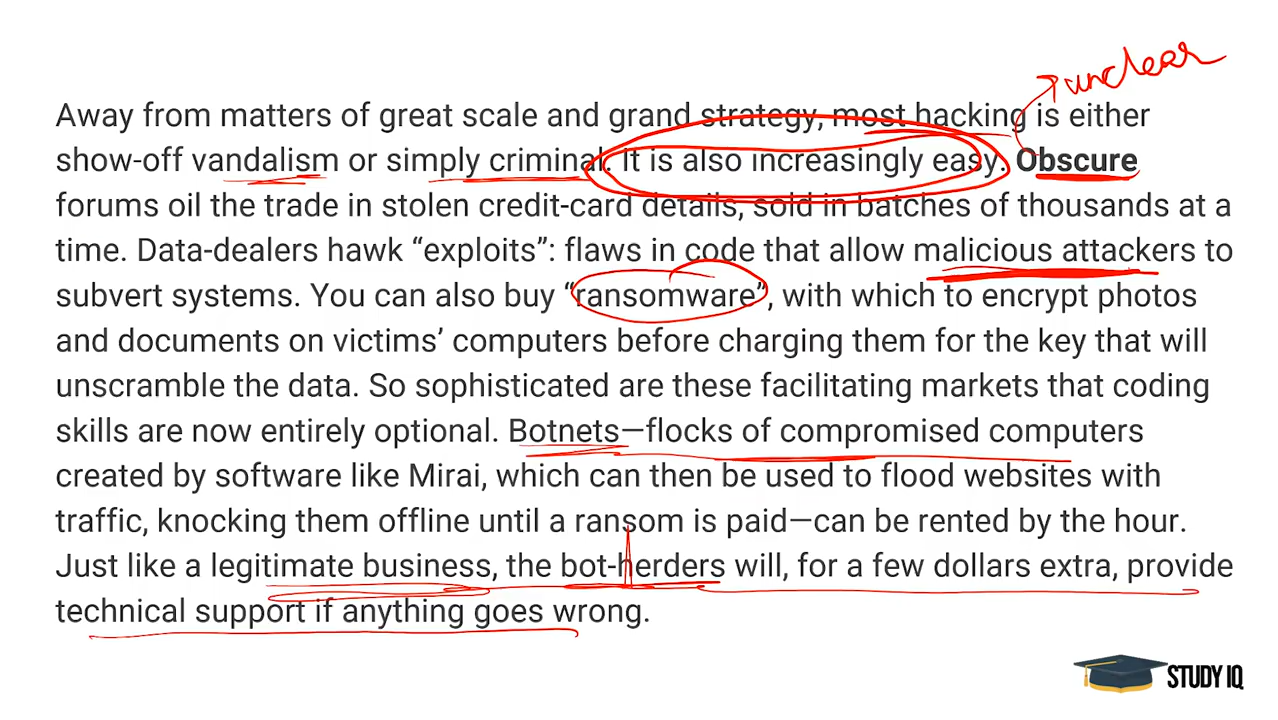 unclear
Away from matters of great scale and grand strategy, most hacking is either
show-off vandalism or simply criminal. It is also increasingly easy. Obscure
forums oil the trade in stolen credit-card details, sold in batches of thousands at a
time. Data-dealers hawk “exploits”: flaws in code that allow malicious attackers to
subvert systems. You can also buy “ransomware”, with which to encrypt photos
and documents on victims’ computers before charging them for the key that will
unscramble the data. So sophisticated are these facilitating markets that coding
skills are now entirely optional. Botnets—flocks of compromised computers
created by software like Mirai, which can then be used to flood websites with
traffic, knocking them offline until a ransom is paid—can be rented by the hour.
Just like a legitimate business, the bot-herders will, for a few dollars extra, provide
technical support if anything goes wrong.
STUDY IQ